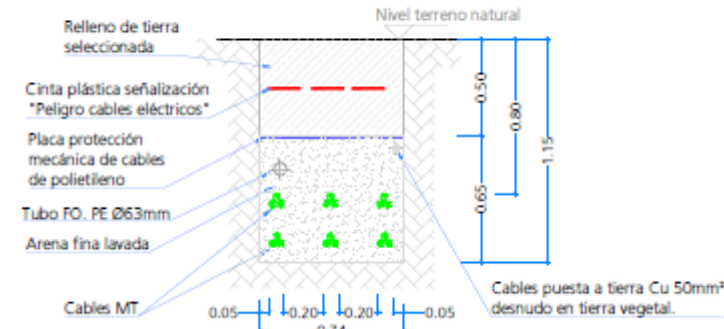 Nivel terreno natural
Relleno de tierra
seleccionada
Cinta plástica señalización
"Peligro cables eléctricos"
Placa protección
mecánica de cables
de polietileno
Tubo FO. PE Ø63mm
Arena fina lavada
Cables MT
0.50
0.80
1.15
0.65
Cables puesta a tierra Cu 50mm²
desnudo en tierra vegetal.
0.05 0.20 0.20 0.05
0.74